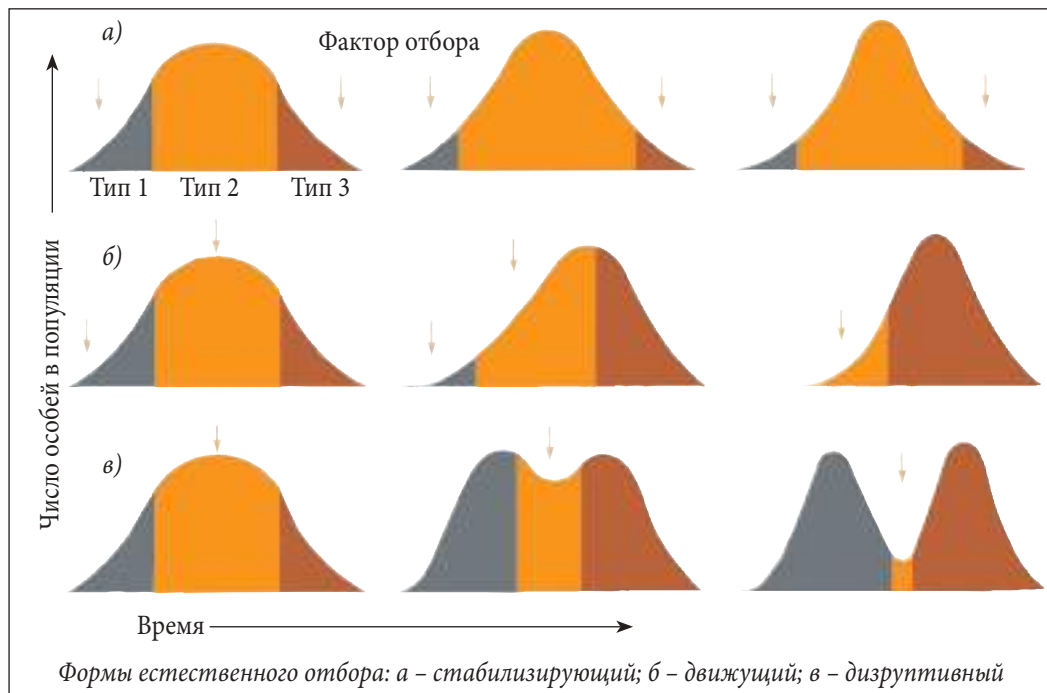 а)
Фактор отбора
Тип 1 Тип 2 Тип 3
б)
в)
Число особей в популяции
Время
Формы естественного отбора: а – стабилизирующий; б – движущий; в – дизруптивный